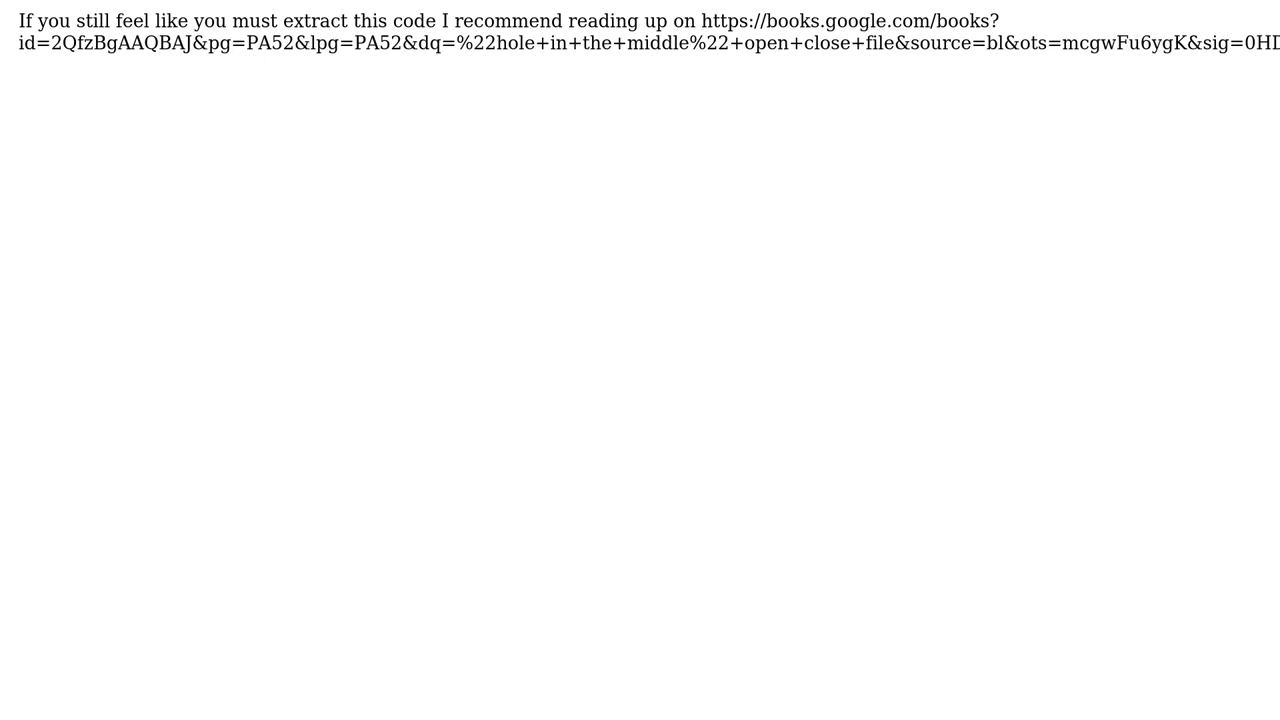 If you still feel like you must extract this code I recommend reading up on https://books.google.com/books?
id=2QfzBgAAQBAJ&pg=PA52&lpg=PA52&dq=%22hole+in+the+middle%22+open+close+file&source=bl&ots=mcgwFu6ygK&sig=0HD